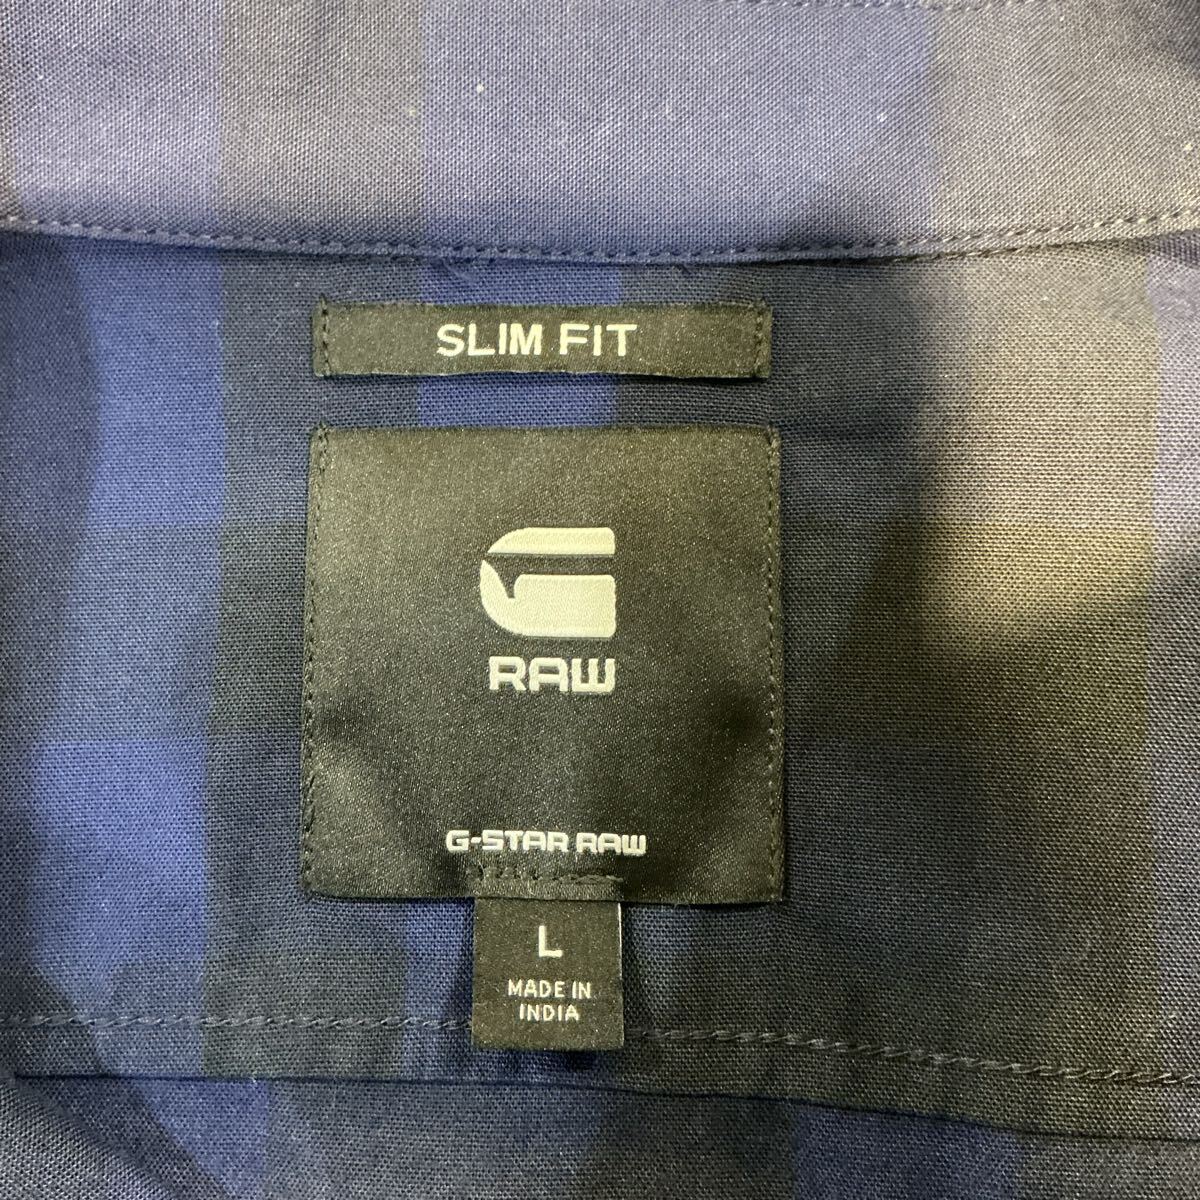 SLIM FIT
RAW
G-STAR RAW
L
MADE IN
INDIA